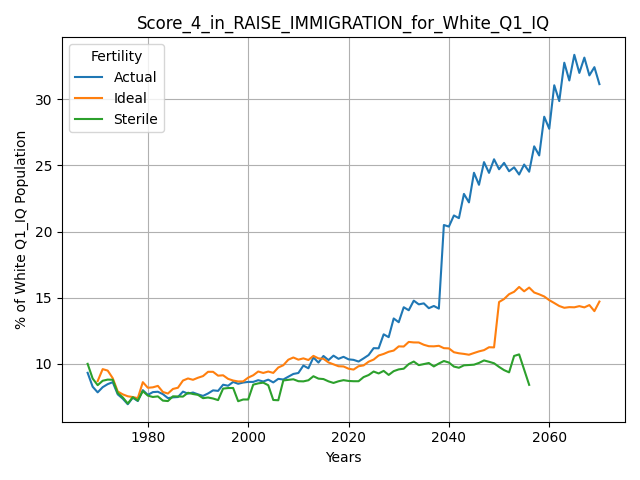 Score_4_in_RAISE_IMMIGRATION_for_White_Q1_IQ
Fertility
Actual
Ideal
Sterile
% of White Q1_IQ Population
30
25
20
15
10
1980
2000
2020
2040
2060
Years